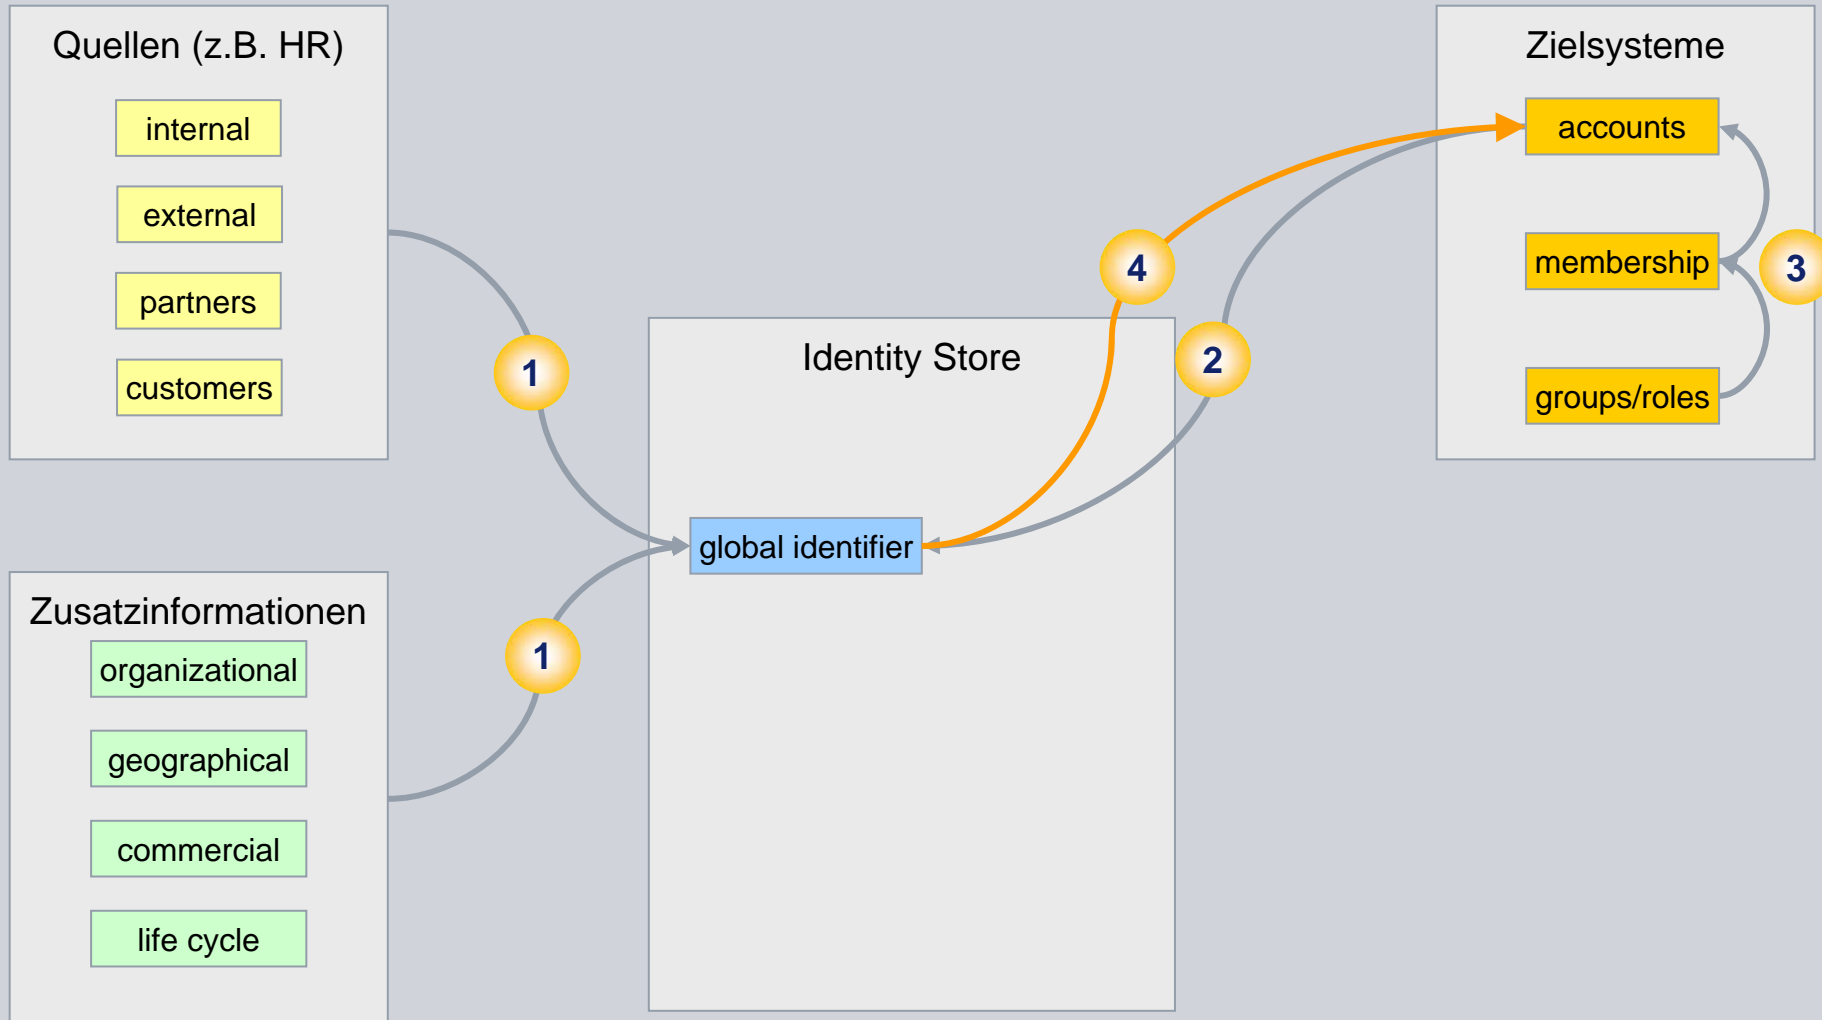 Quellen (z.B. HR)
internal
external
partners
customers
1
Zusatzinformationen
organizational
geographical
commercial
life cycle
1
Identity Store
global identifier
4
2
Zielsysteme
accounts
membership
groups/roles
3